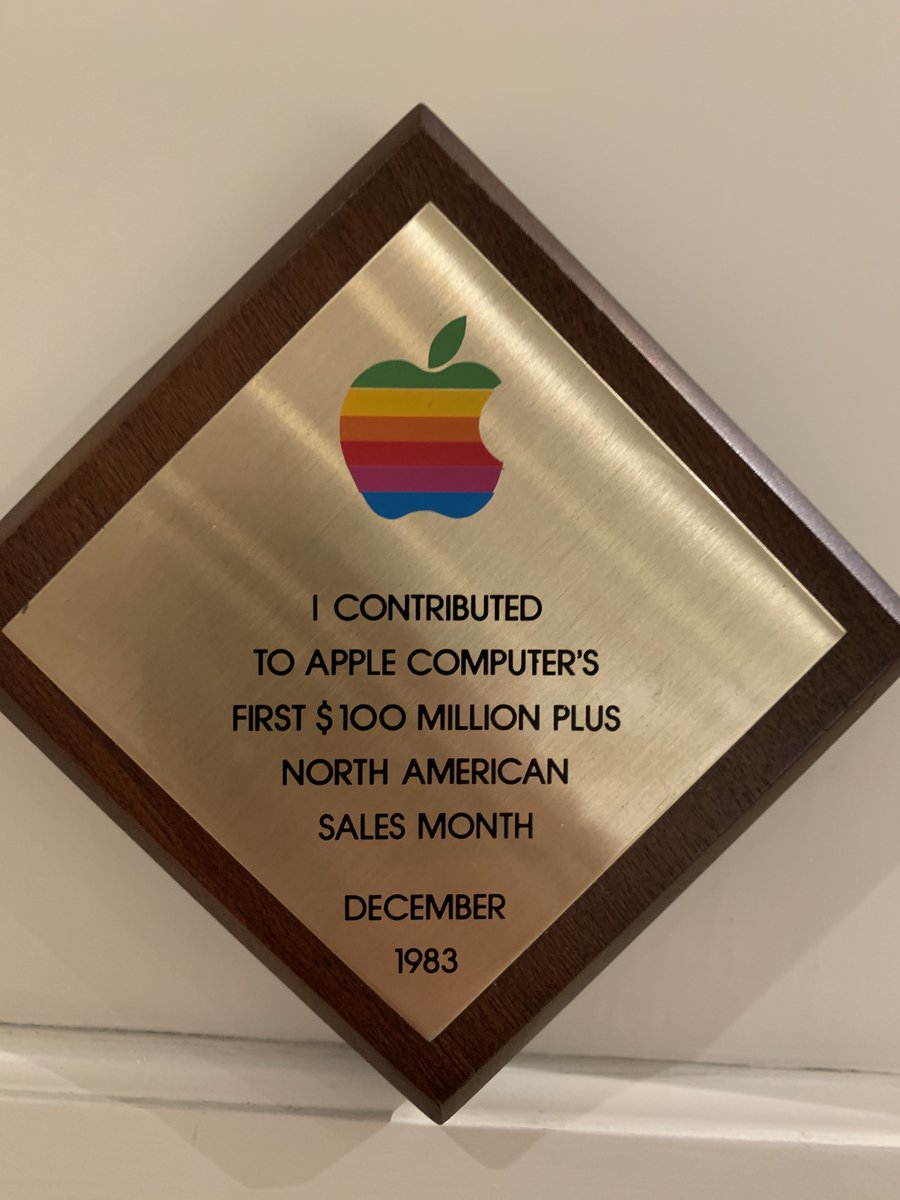 I CONTRIBUTED
TO APPLE COMPUTER'S
FIRST $100 MILLION PLUS
NORTH AMERICAN
SALES MONTH
DECEMBER
1983